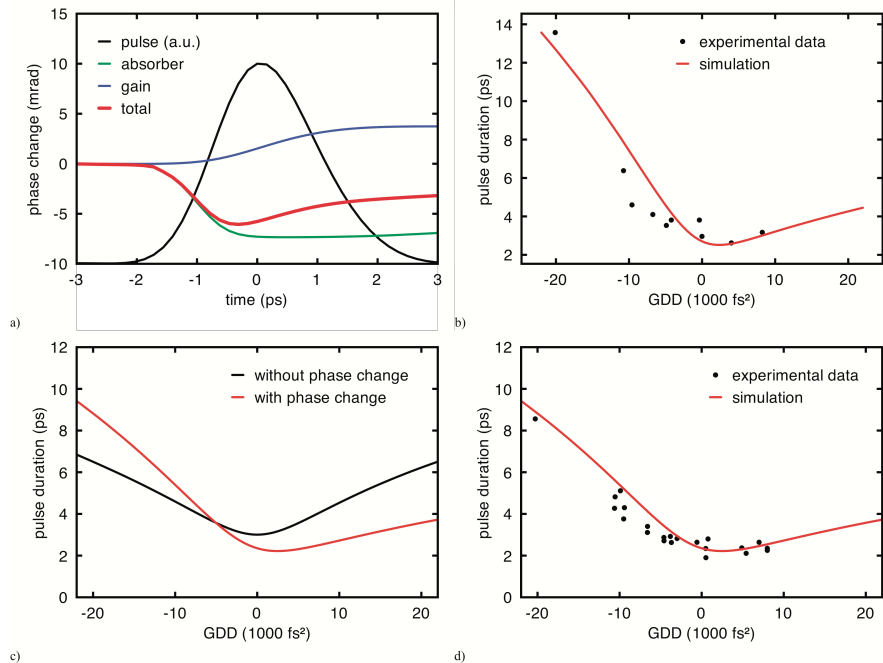 15
10
5
0
-5
-10
phase change (mrad)
pulse (a.u.)
absorber
gain
total
-3 -2 -1 0 1 2 3
time (ps)
a)
14
12
10
8
6
4
2
pulse duration (ps)
experimental data
simulation
-20 -10 0 10 20
GDD (1000 fs²)
b)
12
10
8
6
4
2
0
pulse duration (ps)
without phase change
with phase change
-20 -10 0 10 20
GDD (1000 fs²)
c)
12
10
8
6
4
2
0
pulse duration (ps)
experimental data
simulation
-20 -10 0 10 20
GDD (1000 fs²)
d)